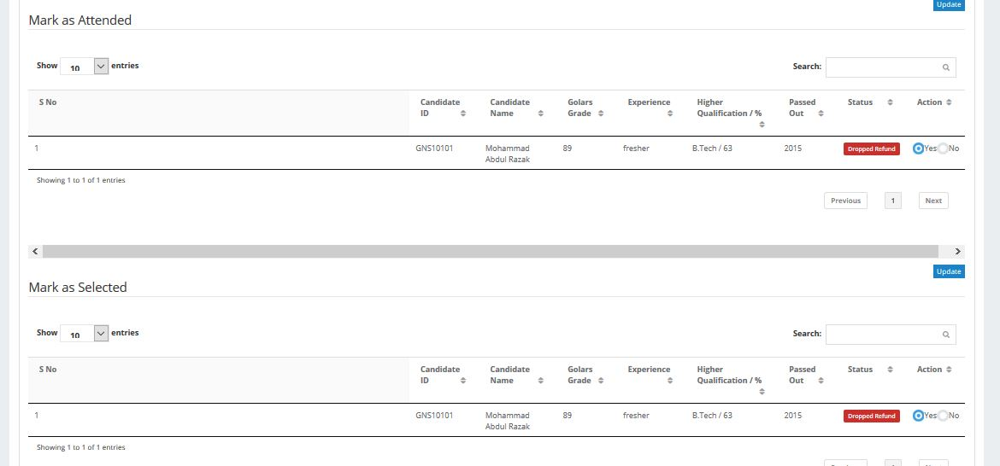 Update
Mark as Attended
Show 10 entries
Search:
S No Candidate ID Candidate Name Golars Grade Experience Higher Qualification / % Passed Out Status Action
1 GNS10101 Mohammad Abdul Razak 89 fresher B.Tech / 63 2015 Dropped Refund Yes No
Showing 1 to 1 of 1 entries
Previous 1 Next
Update
Mark as Selected
Show 10 entries
Search:
S No Candidate ID Candidate Name Golars Grade Experience Higher Qualification / % Passed Out Status Action
1 GNS10101 Mohammad Abdul Razak 89 fresher B.Tech / 63 2015 Dropped Refund Yes No
Showing 1 to 1 of 1 entries